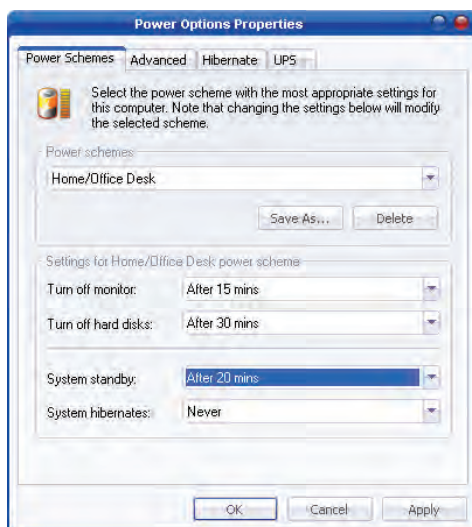 Power Options Properties
Power Schemes Advanced Hibernate UPS
Select the power scheme with the most appropriate settings for
this computer. Note that changing the settings below will modify
the selected scheme.
Power schemes
Home/Office Desk
Save As... Delete
Settings for Home/Office Desk power scheme
Turn off monitor: After 15 mins
Turn off hard disks: After 30 mins
System standby: After 20 mins
System hibernates: Never
OK Cancel Apply